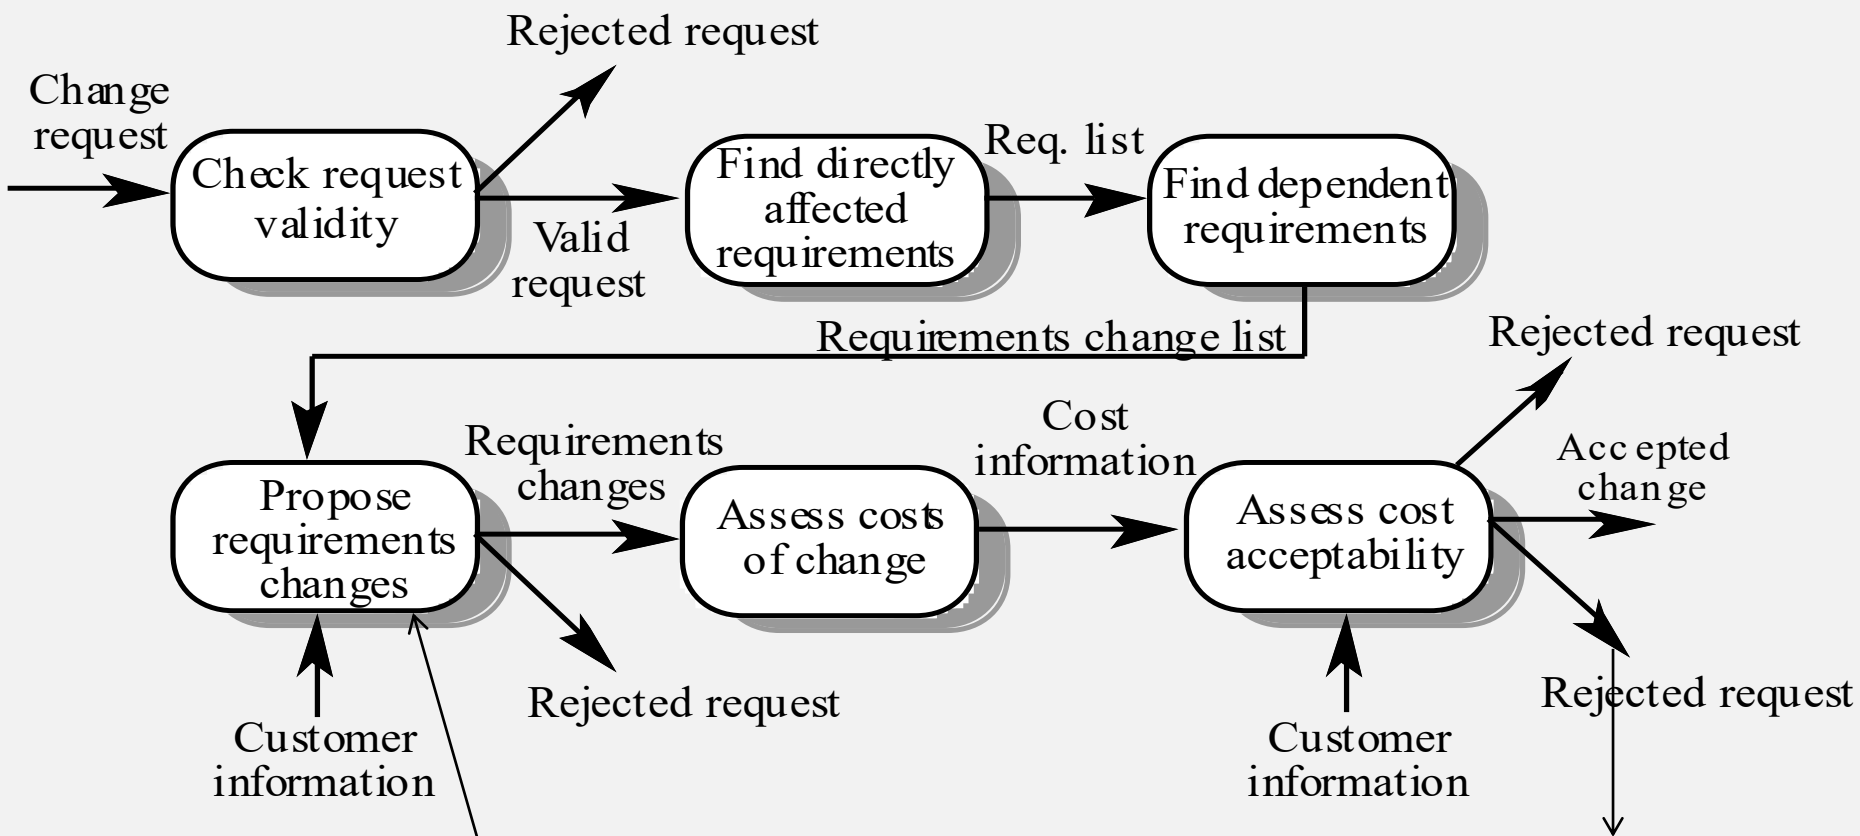 Rejected request
Change
request
Check request
validity
Valid
request
Find directly
affected
requirements
Req. list
Find dependent
requirements
Requirements change list
Rejected request
Propose
requirements
changes
Requirements
changes
Assess costs
of change
Cost
information
Assess cost
acceptability
Accepted
change
Rejected request
Rejected request
Customer
information
Customer
information